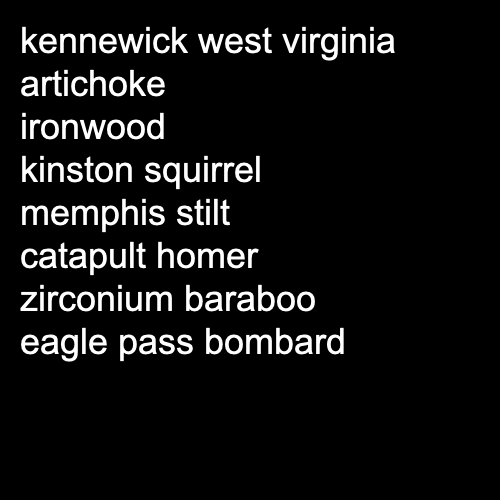 kennewick west virginia
artichoke
ironwood
kinston squirrel
memphis stilt
catapult homer
zirconium baraboo
eagle pass bombard